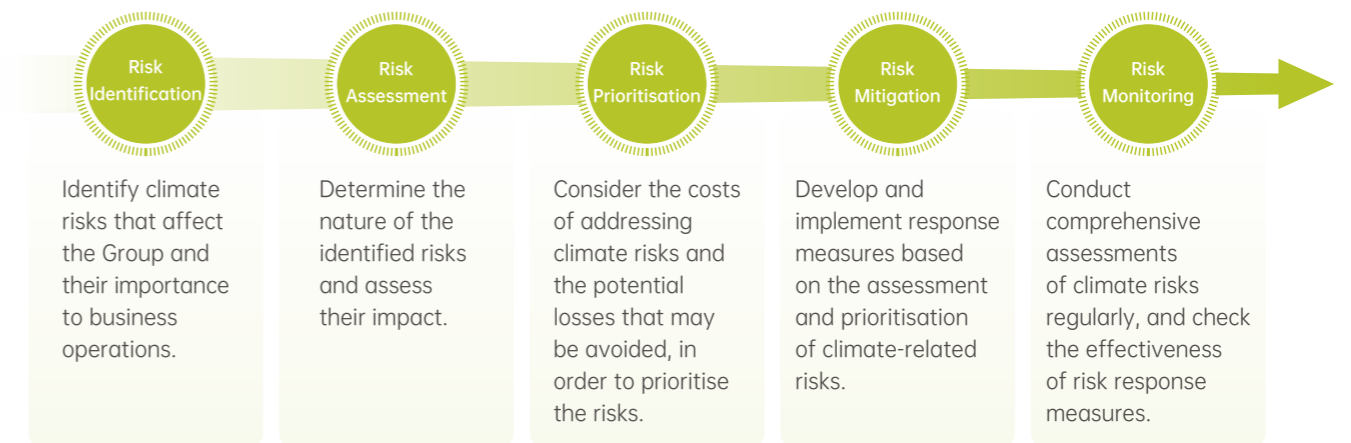 Risk
Identification
Identify climate
risks that affect
the Group and
their importance
to business
operations.
Risk
Assessment
Determine the
nature of the
identified risks
and assess
their impact.
Risk
Prioritisation
Consider the costs
of addressing
climate risks and
the potential
losses that may
be avoided, in
order to prioritise
the risks.
Risk
Mitigation
Develop and
implement response
measures based
on the assessment
and prioritisation
of climate-related
risks.
Risk
Monitoring
Conduct
comprehensive
assessments
of climate risks
regularly, and check
the effectiveness
of risk response
measures.